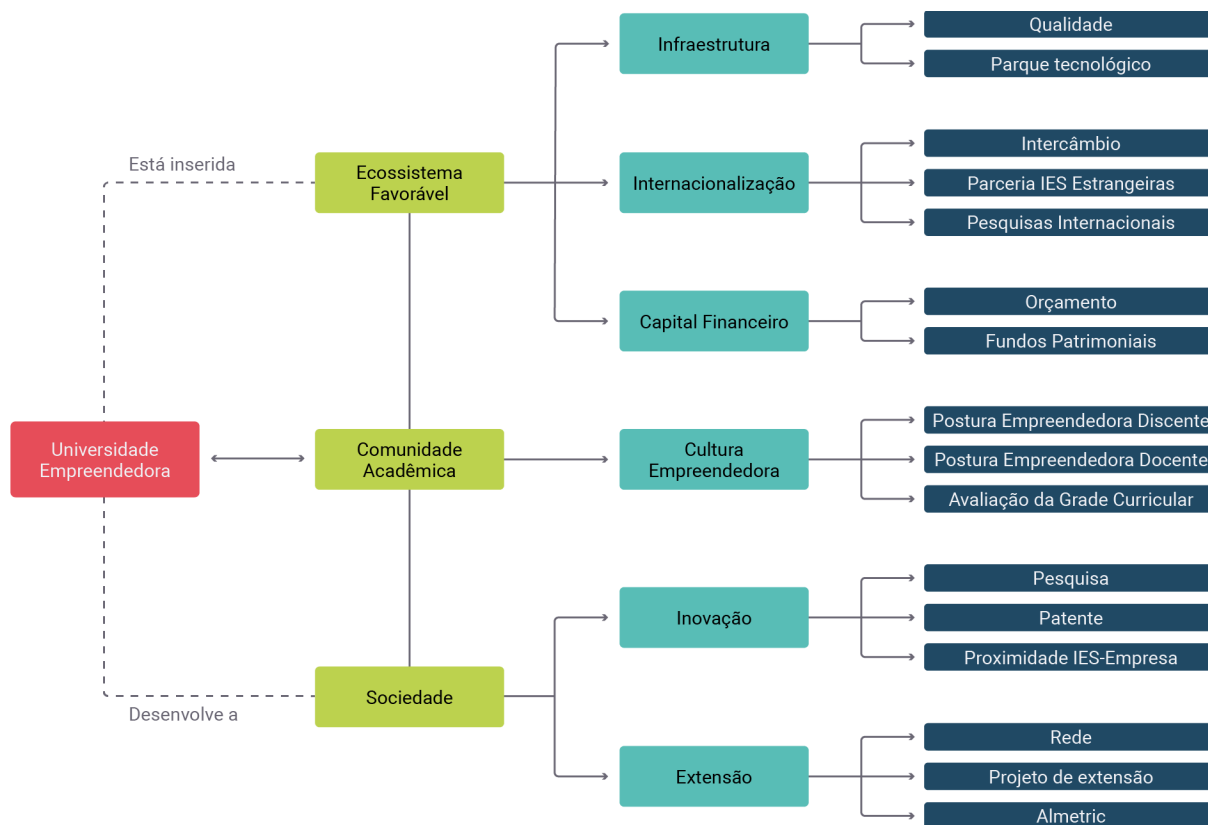 Qualidade
Infraestrutura
Parque tecnológico
Está inserida
Ecossistema
Favorável
Intercâmbio
Internacionalização
Parceria IES Estrangeiras
Pesquisas Internacionais
Orçamento
Capital Financeiro
Fundos Patrimoniais
Universidade
Empreendedora
Comunidade
Acadêmica
Cultura
Empreendedora
Postura Empreendedora Discente
Postura Empreendedora Docente
Avaliação da Grade Curricular
Pesquisa
Inovação
Patente
Proximidade IES-Empresa
Sociedade
Desenvolve a
Rede
Extensão
Projeto de extensão
Almetric